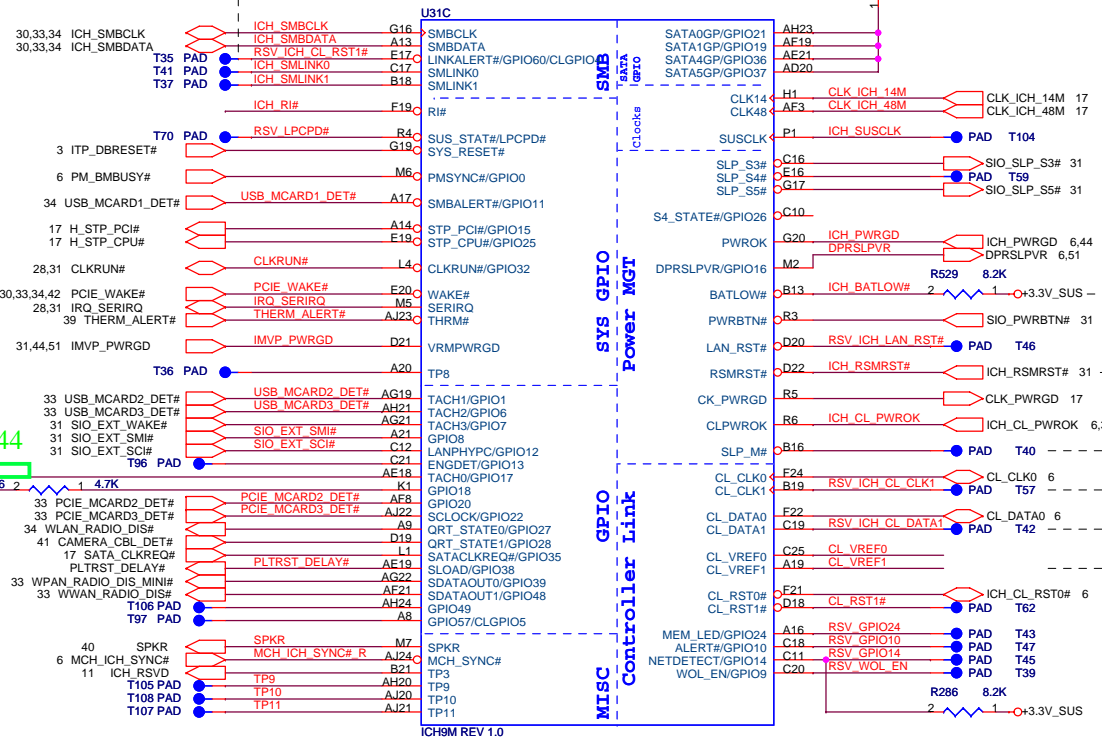 U31C
30,33,34 ICH_SMBCLK ICH_SMBCLK G16 SMBCLK
30,33,34 ICH_SMBDATA ICH_SMBDATA A13 SMBDATA
T35 PAD RSV_ICH_CL_RST1# E17 LINKALERT#/GPIO60/CLGPIO4
T41 PAD ICH_SMLINK0 C17 SMLINK0
T37 PAD ICH_SMLINK1 B18 SMLINK1
ICH_RI# F19 RI#
T70 PAD RSV_LPCPD# R4 SUS_STAT#/LPCPD#
3 ITP_DBRESET# G19 SYS_RESET#
6 PM_BMBUSY# M6 PMSYNC#/GPIO0
34 USB_MCARD1_DET# USB_MCARD1_DET# A17 SMBALERT#/GPIO11
17 H_STP_PCI# A14 STP_PCI#/GPIO15
17 H_STP_CPU# E19 STP_CPU#/GPIO25
28,31 CLKRUN# CLKRUN# L4 CLKRUN#/GPIO32
30,33,34,42 PCIE_WAKE# PCIE_WAKE# E20 WAKE#
28,31 IRQ_SERIRQ IRQ_SERIRQ M5 SERIRQ
39 THERM_ALERT# THERM_ALERT# AJ23 THRM#
31,44,51 IMVP_PWRGD IMVP_PWRGD D21 VRMPWRGD
T36 PAD A20 TP8
33 USB_MCARD2_DET# USB_MCARD2_DET# AG19 TACH1/GPIO1
33 USB_MCARD3_DET# USB_MCARD3_DET# AH21 TACH2/GPIO6
31 SIO_EXT_WAKE# AG21 TACH3/GPIO7
31 SIO_EXT_SMI# SIO_EXT_SMI# A21 GPIO8
31 SIO_EXT_SCI# SIO_EXT_SCI# C12 LANPHYPC/GPIO12
T96 PAD C21 ENGDET/GPIO13
44
AE18 TACH0/GPIO17
6 2 1 4.7K K1 GPIO18
33 PCIE_MCARD2_DET# PCIE_MCARD2_DET# AF8 GPIO20
33 PCIE_MCARD3_DET# PCIE_MCARD3_DET# AJ22 SCLOCK/GPIO22
34 WLAN_RADIO_DIS# A9 QRT_STATE0/GPIO27
41 CAMERA_CBL_DET# D19 QRT_STATE1/GPIO28
17 SATA_CLKREQ# L1 SATACLKREQ#/GPIO35
PLTRST_DELAY# PLTRST_DELAY# AE19 SLOAD/GPIO38
33 WPAN_RADIO_DIS_MINI# AG22 SDATAOUT0/GPIO39
33 WWAN_RADIO_DIS# AF21 SDATAOUT1/GPIO48
T106 PAD AH24 GPIO49
T97 PAD A8 GPIO57/CLGPIO5
40 SPKR SPKR M7 SPKR
6 MCH_ICH_SYNC# MCH_ICH_SYNC#_R AJ24 MCH_SYNC#
11 ICH_RSVD B21 TP3
T105 PAD TP9 AH20 TP9
T108 PAD TP10 AJ20 TP10
T107 PAD TP11 AJ21 TP11
SMB
SATA
GPIO
Clocks
SYS GPIO
Power MGT
GPIO
Controller Link
MISC
1
SATA0GP/GPIO21 AH23
SATA1GP/GPIO19 AF19
SATA4GP/GPIO36 AE21
SATA5GP/GPIO37 AD20
CLK14 H1 CLK_ICH_14M CLK_ICH_14M 17
CLK48 AF3 CLK_ICH_48M CLK_ICH_48M 17
SUSCLK P1 ICH_SUSCLK PAD T104
SLP_S3# C16 SIO_SLP_S3# 31
SLP_S4# E16 PAD T59
SLP_S5# G17 SIO_SLP_S5# 31
S4_STATE#/GPIO26 C10
PWROK G20 ICH_PWRGD ICH_PWRGD 6,44
DPRSLPVR DPRSLPVR 6,51
DPRSLPVR/GPIO16 M2
R529 8.2K
BATLOW# B13 ICH_BATLOW# 2 1 +3.3V_SUS
PWRBTN# R3 SIO_PWRBTN# 31
LAN_RST# D20 RSV_ICH_LAN_RST# PAD T46
RSMRST# D22 ICH_RSMRST# ICH_RSMRST# 31
CK_PWRGD R5 CLK_PWRGD 17
CLPWROK R6 ICH_CL_PWROK ICH_CL_PWROK 6,
SLP_M# B16 PAD T40
CL_CLK0 F24 CL_CLK0 6
CL_CLK1 B19 RSV_ICH_CL_CLK1 PAD T57
CL_DATA0 F22 CL_DATA0 6
CL_DATA1 C19 RSV_ICH_CL_DATA1 PAD T42
CL_VREF0 C25 CL_VREF0
CL_VREF1 A19 CL_VREF1
CL_RST0# F21 ICH_CL_RST0# 6
CL_RST1# D18 CL_RST1# PAD T62
MEM_LED/GPIO24 A16 RSV_GPIO24 PAD T43
ALERT#/GPIO10 C18 RSV_GPIO10 PAD T47
NETDETECT/GPIO14 C11 RSV_GPIO14 PAD T45
WOL_EN/GPIO9 C20 RSV_WOL_EN PAD T39
R286 8.2K
2 1 +3.3V_SUS
ICH9M REV 1.0